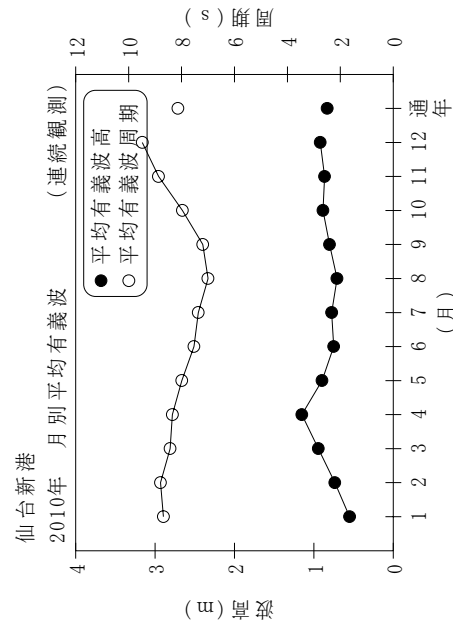 仙台新港
2010年 月別平均有義波 (連続観測)
平均有義波高
平均有義波周期
波高(m)
4
3
2
1
0
周期(s)
12
10
8
6
4
2
0
1 2 3 4 5 6 7 8 9 10 11 12 通年
(月)